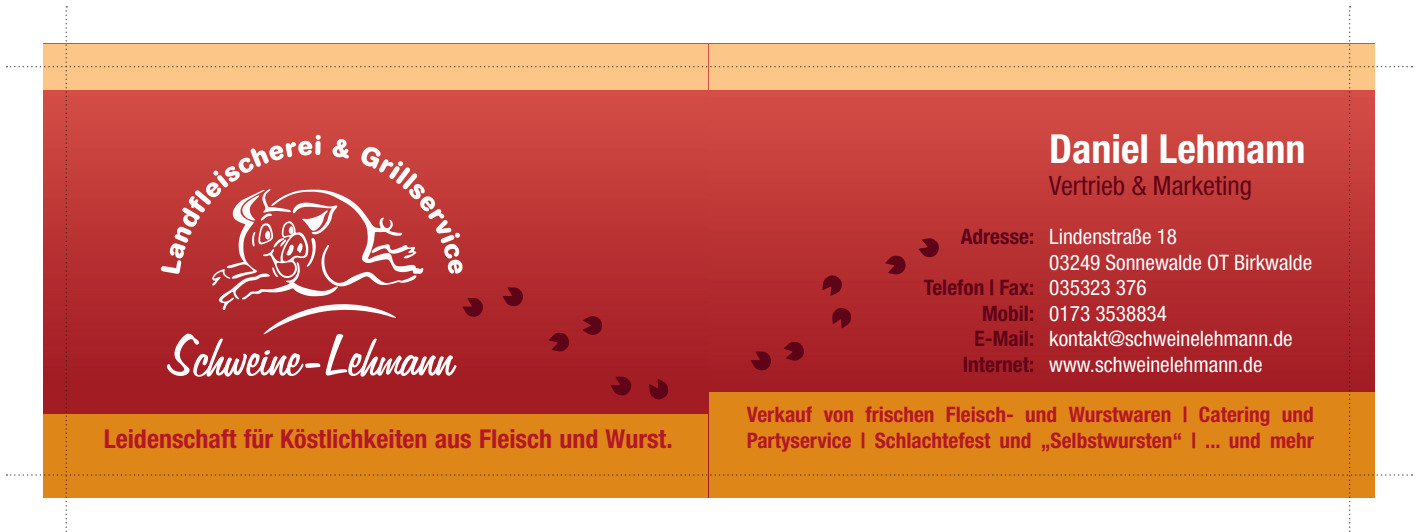 Landfleischerei & Grillservice
Schweine-Lehmann
Leidenschaft für Köstlichkeiten aus Fleisch und Wurst.
Daniel Lehmann
Vertrieb & Marketing
Adresse: Lindenstraße 18
03249 Sonnewalde OT Birkwalde
Telefon | Fax: 035323 376
Mobil: 0173 3538834
E-Mail: kontakt@schweinelehmann.de
Internet: www.schweinelehmann.de
Verkauf von frischen Fleisch- und Wurstwaren | Catering und
Partyservice | Schlachtefest und „Selbstwursten“ | ... und mehr